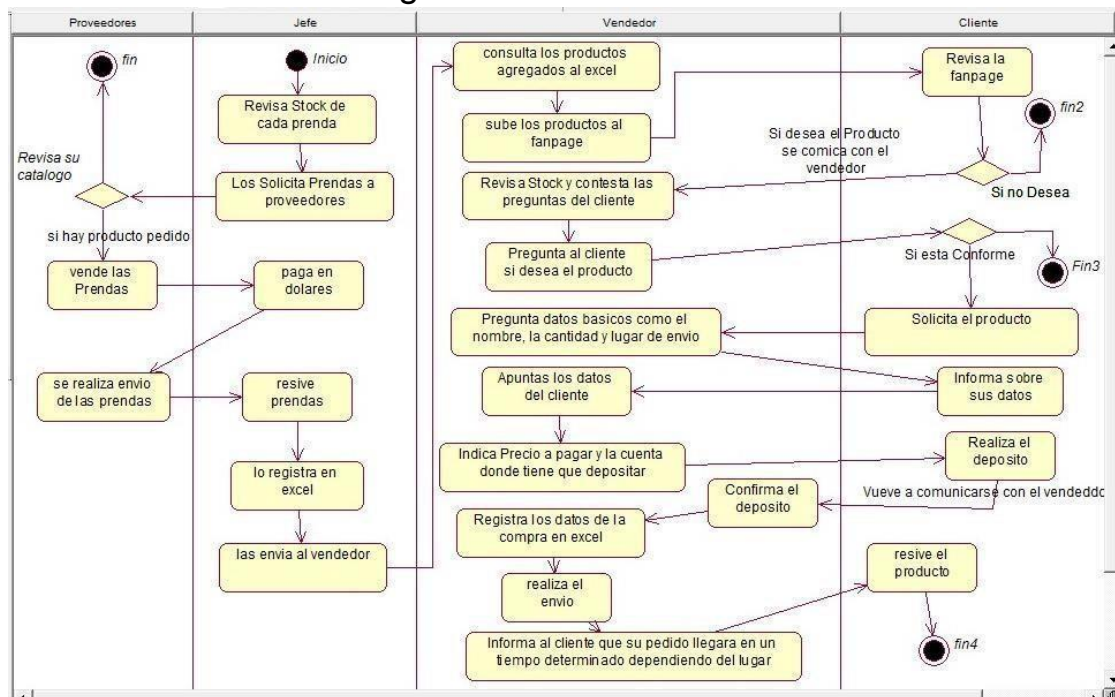 Proveedores
Jefe
Vendedor
Cliente
fin
Revisa su
catalogo
si hay producto pedido
vende las
Prendas
se realiza envio
de las prendas
Inicio
Revisa Stock de
cada prenda
Los Solicita Prendas a
proveedores
paga en
dolares
resive
prendas
lo registra en
excel
las envia al vendedor
consulta los productos
agregados al excel
sube los productos al
fanpage
Si desea el Producto
se comica con el
vendedor
Revisa Stock y contesta las
preguntas del cliente
Pregunta al cliente
si desea el producto
Pregunta datos basicos como el
nombre, la cantidad y lugar de envio
Apuntas los datos
del cliente
Indica Precio a pagar y la cuenta
donde tiene que depositar
Confirma el
deposito
Registra los datos de la
compra en excel
realiza el
envio
Informa al cliente que su pedido llegara en un
tiempo determinado dependiendo del lugar
Revisa la
fanpage
fin2
Si no Desea
Si esta Conforme
Fin3
Solicita el producto
Informa sobre
sus datos
Realiza el
deposito
Vueve a comunicarse con el
resive el
producto
fin4